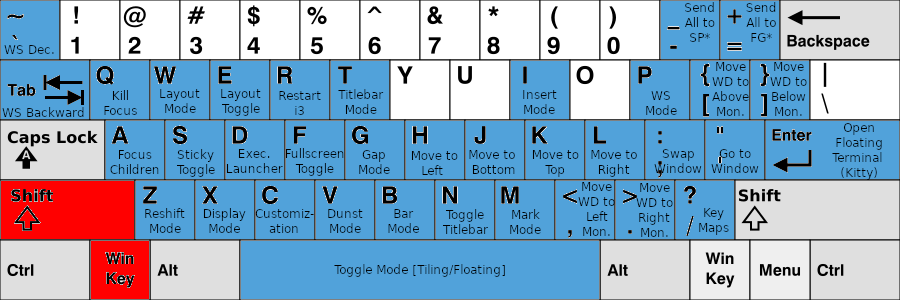 ~ ! @ # $ % ^ & * ( ) _ Send All to SP* + Send All to FG*
` WS Dec. 1 2 3 4 5 6 7 8 9 0 - = Backspace
Tab WS Backward
Q Kill Focus
W Layout Mode
E Layout Toggle
R Restart i3
T Titlebar Mode
Y
U
I Insert Mode
O
P WS Mode
{ [ Move WD to Above Mon.
} ] Move WD to Below Mon.
| \
Caps Lock A
A Focus Children
S Sticky Toggle
D Exec. Launcher
F Fullscreen Toggle
G Gap Mode
H Move to Left
J Move to Bottom
K Move to Top
L Move to Right
: ; Swap Window
" ' Go to Window
Enter Open Floating Terminal (Kitty)
Shift
Z Reshift Mode
X Display Mode
C Customiz-ation
V Dunst Mode
B Bar Mode
N Toggle Titlebar
M Mark Mode
< , Move WD to Left Mon.
> . Move WD to Right Mon.
? / Key Maps
Shift
Ctrl
Win Key
Alt
Toggle Mode [Tiling/Floating]
Alt
Win Key
Menu
Ctrl